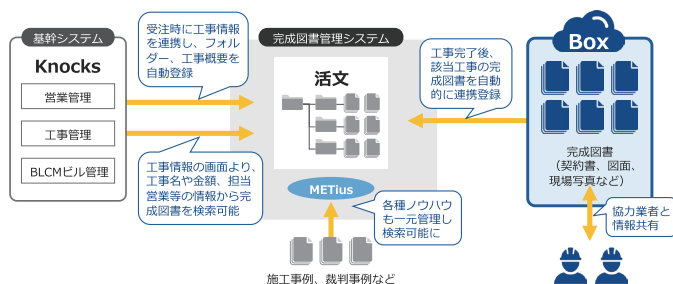 基幹システム
Knocks
営業管理
工事管理
BLCMビル管理
受注時に工事情報
を連携し、フォル
ダー、工事概要を
自動登録
工事情報の画面より、
工事名や金額、担当
営業等の情報から完
成図書を検索可能
完成図書管理システム
活文
METius
各種ノウハウ
も一元管理し
検索可能に
施工事例、裁判事例など
工事完了後、
該当工事の完
成図書を自動
的に連携登録
Box
完成図書
（契約書、図面、
現場写真など）
協力業者と
情報共有